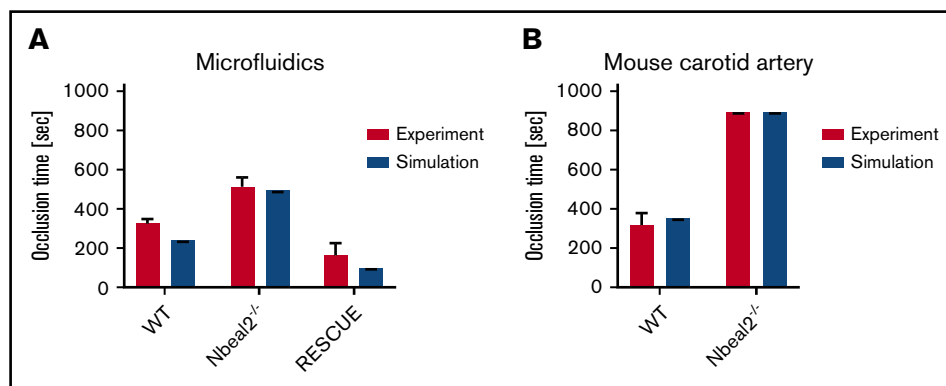 A
Microfluidics
Occlusion time [sec]
1000
800
600
400
200
0
Experiment
Simulation
WT
Nbeal2-/-
RESCUE
B
Mouse carotid artery
Occlusion time [sec]
1000
800
600
400
200
0
Experiment
Simulation
WT
Nbeal2-/-